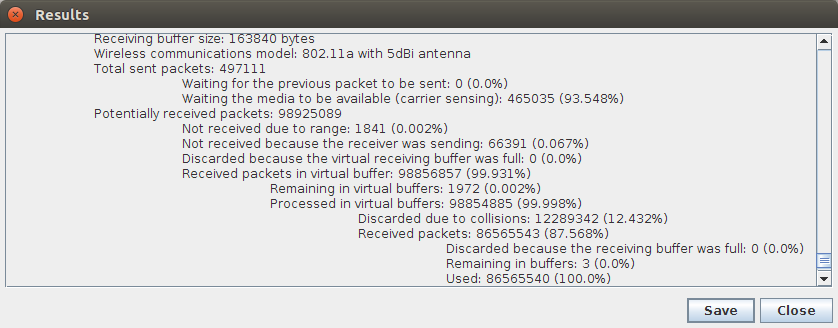 Results
Receiving buffer size: 163840 bytes
Wireless communications model: 802.11a with 5dBi antenna
Total sent packets: 497111
Waiting for the previous packet to be sent: 0 (0.0%)
Waiting the media to be available (carrier sensing): 465035 (93.548%)
Potentially received packets: 98925089
Not received due to range: 1841 (0.002%)
Not received because the receiver was sending: 66391 (0.067%)
Discarded because the virtual receiving buffer was full: 0 (0.0%)
Received packets in virtual buffer: 98856857 (99.931%)
Remaining in virtual buffers: 1972 (0.002%)
Processed in virtual buffers: 98854885 (99.998%)
Discarded due to collisions: 12289342 (12.432%)
Received packets: 86565543 (87.568%)
Discarded because the receiving buffer was full: 0 (0.0%)
Remaining in buffers: 3 (0.0%)
Used: 86565540 (100.0%)
Save Close